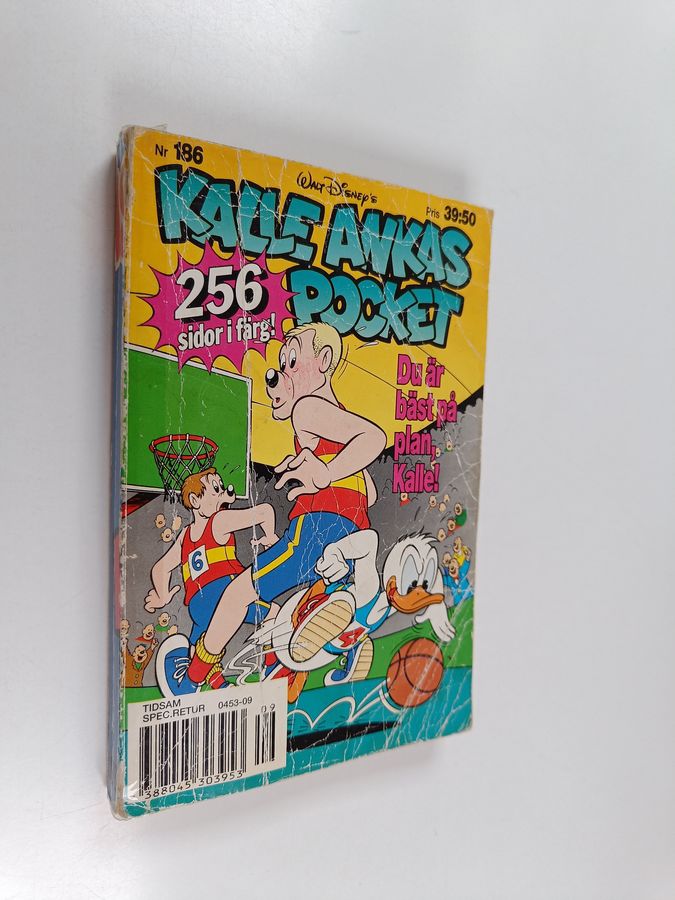 Nr 186
WALT DISNEY'S
Pris 39:50
KALLE ANKAS
POCKET
256
sidor i färg!
Du är
bäst på
plan,
Kalle!
6
TIDSAM
SPEC.RETUR 0453-09
09
388045 303953